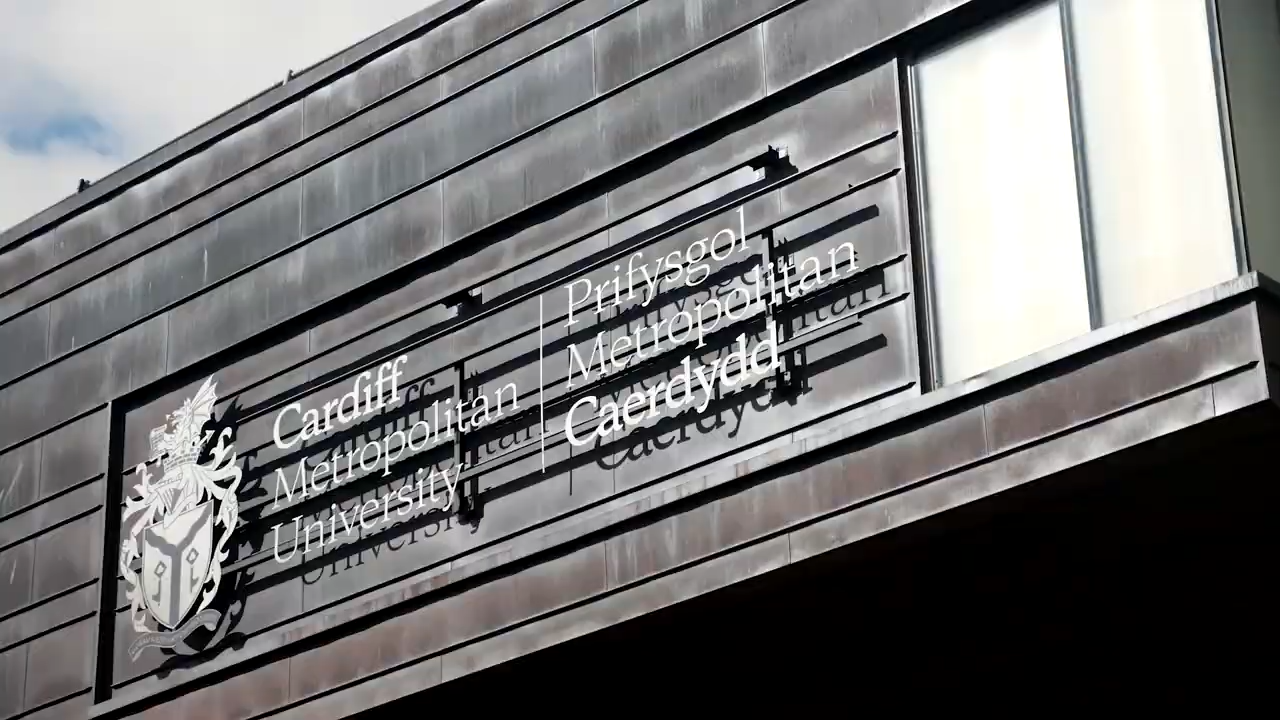 Cardiff
Metropolitan
University
Prifysgol
Metropolitan
Caerdydd